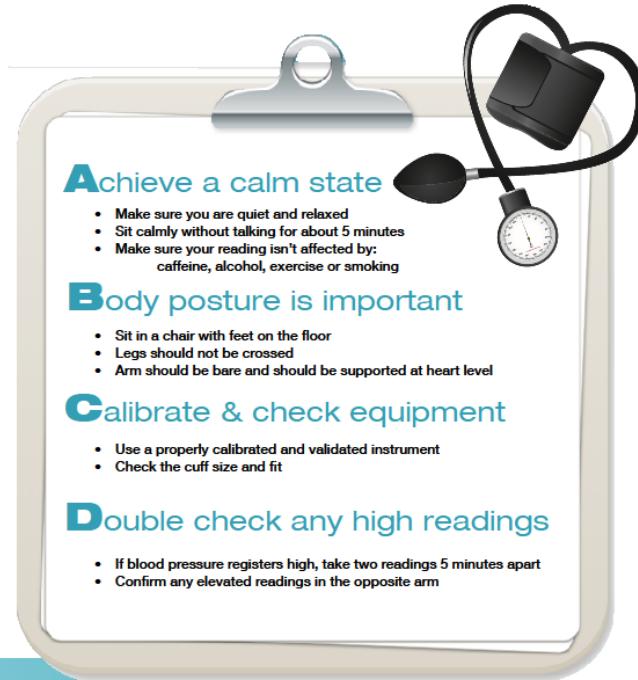 Achieve a calm state
• Make sure you are quiet and relaxed
• Sit calmly without talking for about 5 minutes
• Make sure your reading isn't affected by:
caffeine, alcohol, exercise or smoking
Body posture is important
• Sit in a chair with feet on the floor
• Legs should not be crossed
• Arm should be bare and should be supported at heart level
Calibrate & check equipment
• Use a properly calibrated and validated instrument
• Check the cuff size and fit
Double check any high readings
• If blood pressure registers high, take two readings 5 minutes apart
• Confirm any elevated readings in the opposite arm